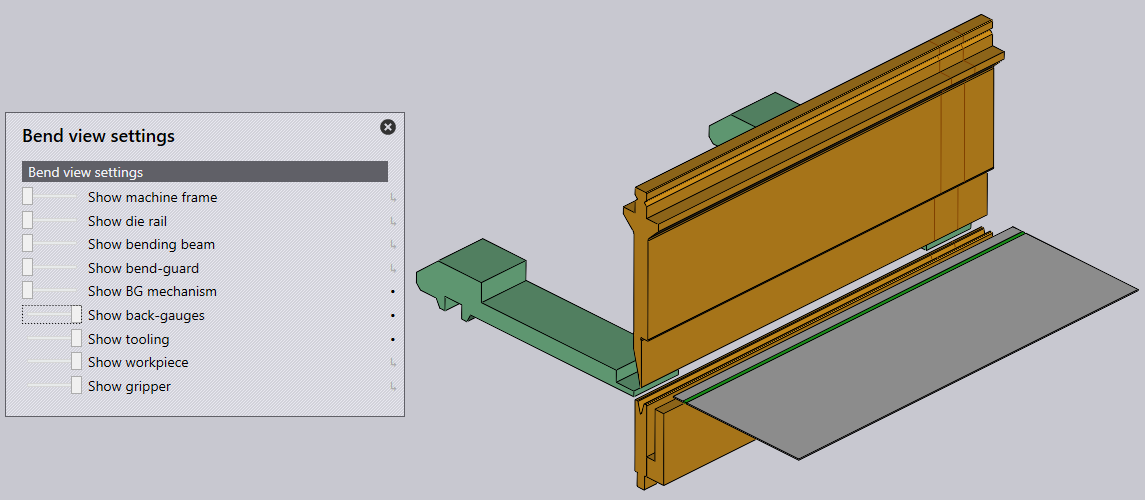 Bend view settings
Bend view settings
Show machine frame
Show die rail
Show bending beam
Show bend-guard
Show BG mechanism
Show back-gauges
Show tooling
Show workpiece
Show gripper